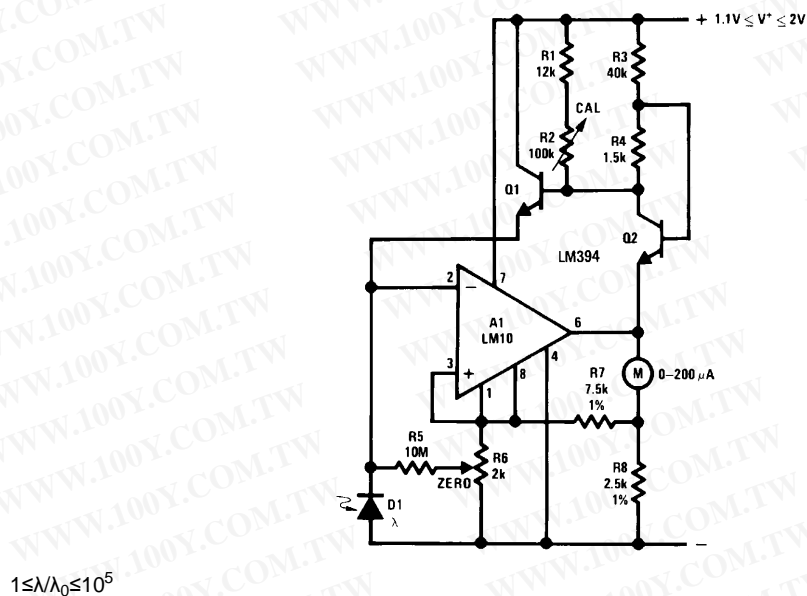 + 1.1V ≤ V⁺ ≤ 2V
R1
12k
R3
40k
CAL
R2
100k
R4
1.5k
Q1
Q2
LM394
2
−
7
A1
LM10
6
3
+
1
8
4
M
0–200 μA
R7
7.5k
1%
R5
10M
R6
2k
ZERO
R8
2.5k
1%
D1
λ
−
1≤λ/λ₀≤10⁵
WWW.100Y.COM.TW